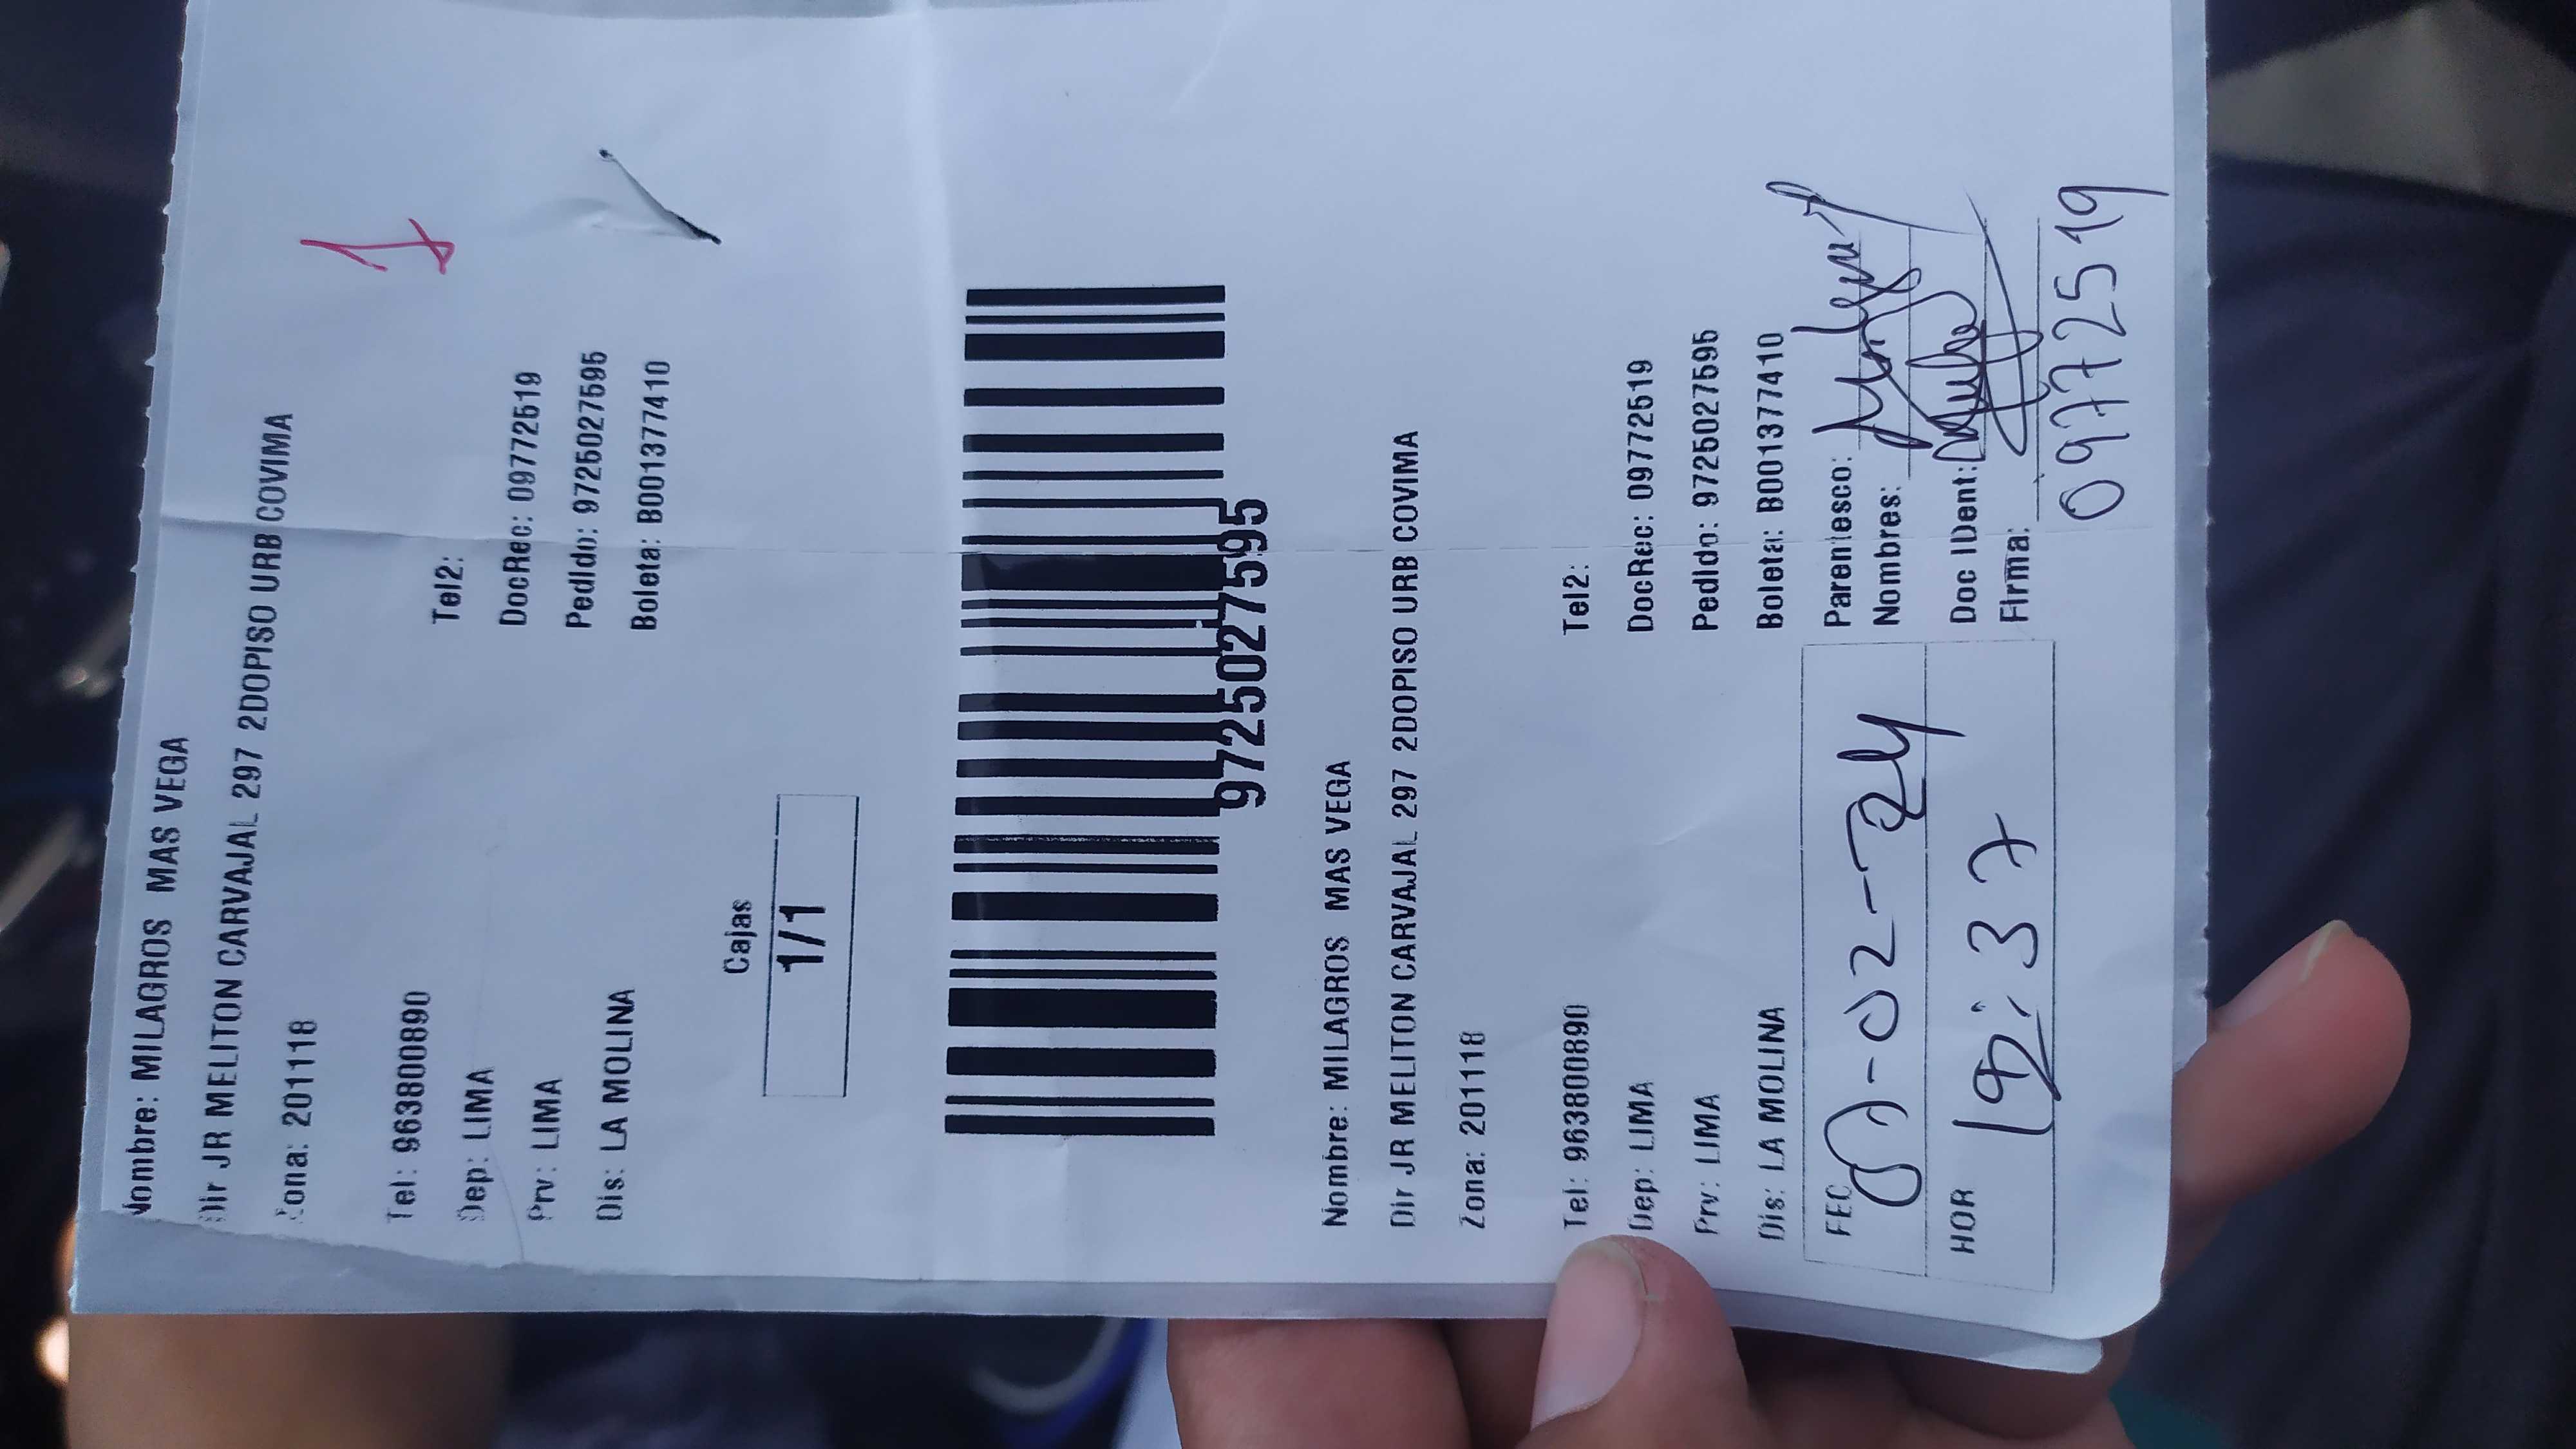 Nombre: MILAGROS MAS VEGA
Dir JR MELITON CARVAJAL 297 2DOPISO URB COVIMA
Zona: 201118
Tel: 963800890 Tel2:
Dep: LIMA DocRec: 09772519
Prv: LIMA PedIdo: 9725027595
Dis: LA MOLINA Boleta: B001377410
Cajas
1/1
9725027595
Nombre: MILAGROS MAS VEGA
Dir JR MELITON CARVAJAL 297 2DOPISO URB COVIMA
Zona: 201118
Tel: 963800890 Tel2:
Dep: LIMA DocRec: 09772519
Prv: LIMA PedIdo: 9725027595
Dis: LA MOLINA Boleta: B001377410
FEC Parentesco:
Nombres:
HOR Doc IDent:
Firma:
09772519